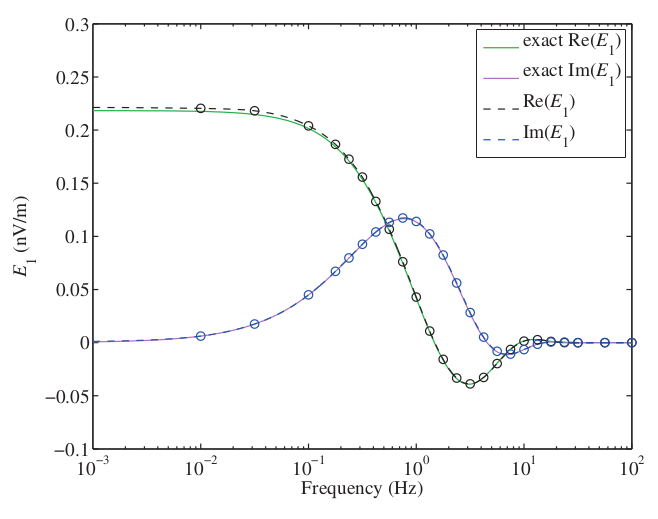 0.3
0.25
0.2
0.15
0.1
0.05
0
−0.05
−0.1
E₁ (nV/m)
exact Re(E₁)
exact Im(E₁)
Re(E₁)
Im(E₁)
10⁻³ 10⁻² 10⁻¹ 10⁰ 10¹ 10²
Frequency (Hz)